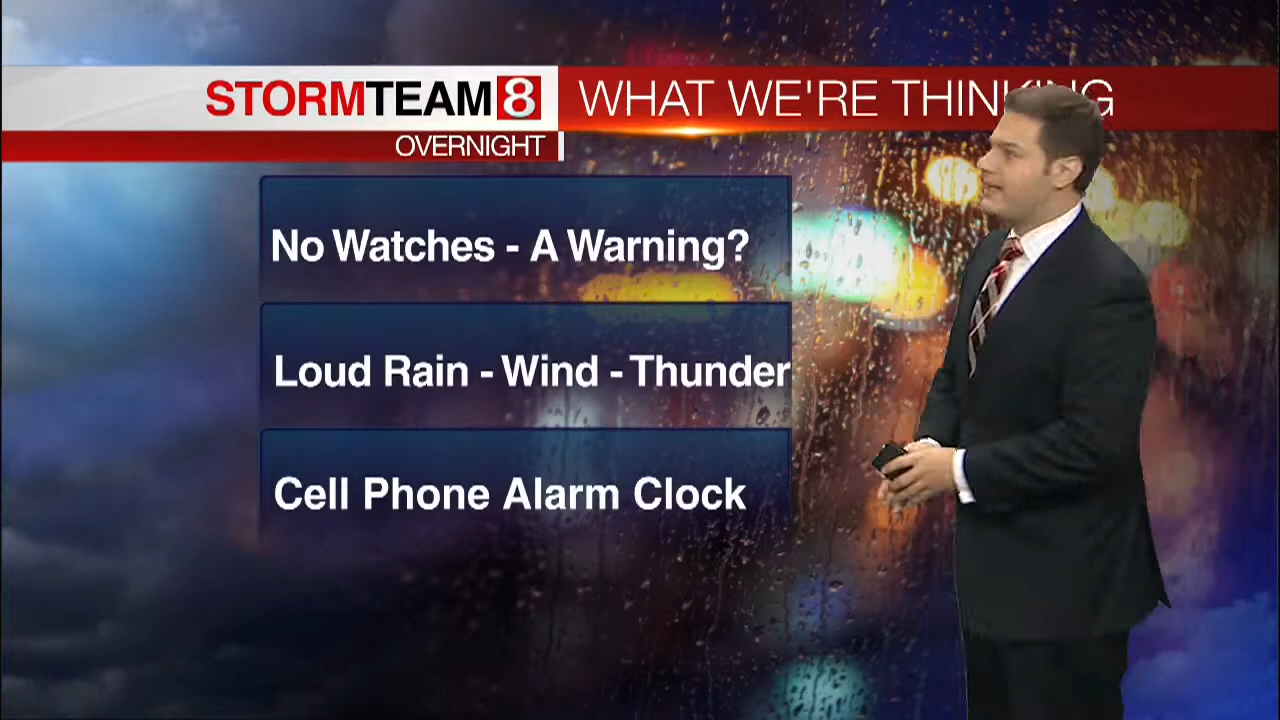 STORMTEAM8 WHAT WE'RE THINKING
OVERNIGHT
No Watches - A Warning?
Loud Rain - Wind - Thunder
Cell Phone Alarm Clock